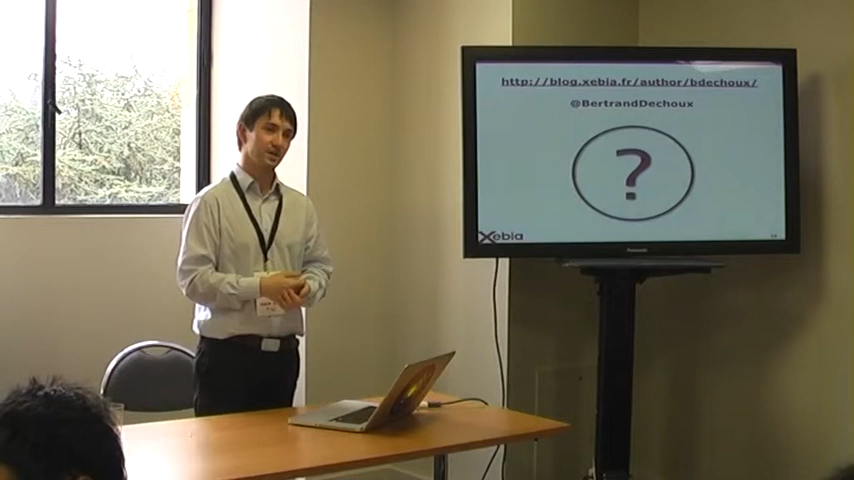 http://blog.xebia.fr/author/bdechoux/
@BertrandDechoux
?
Xebia
Panasonic